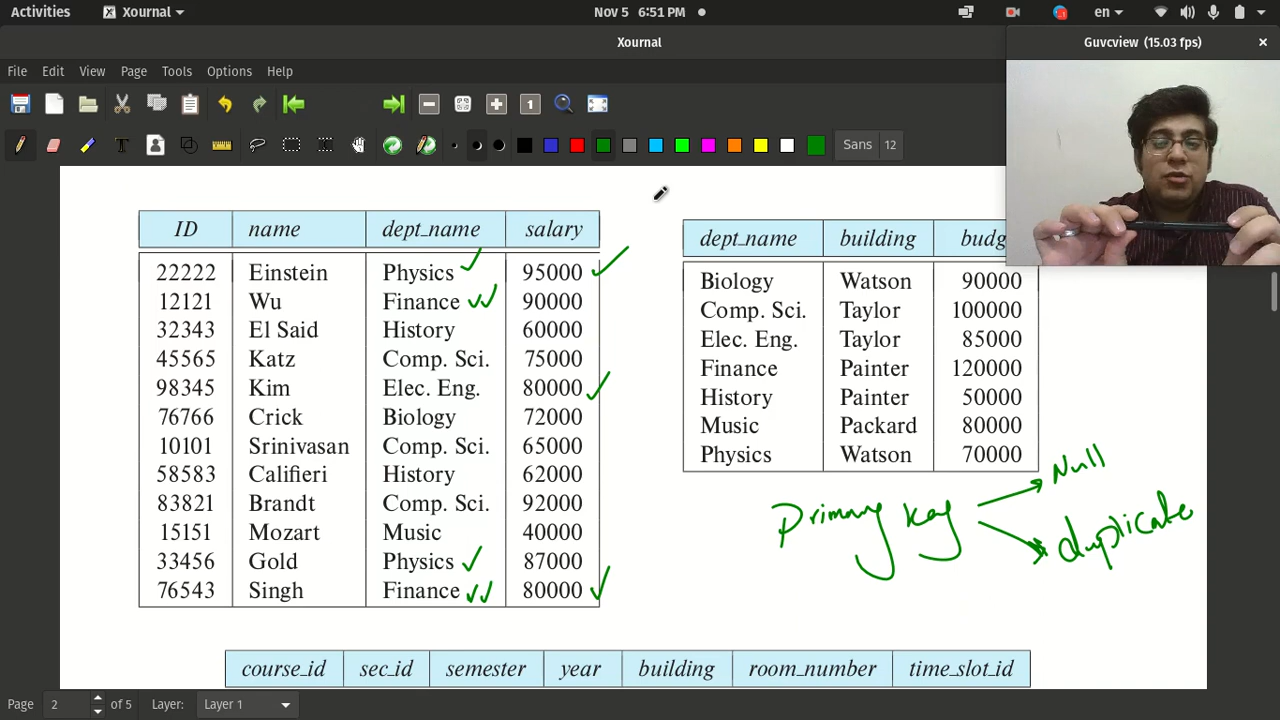 Activities Xournal Nov 5 6:51 PM en
Xournal
Guvcview (15.03 fps)
File Edit View Page Tools Options Help
1
Sans 12
ID name dept_name salary
22222 Einstein Physics 95000
12121 Wu Finance 90000
32343 El Said History 60000
45565 Katz Comp. Sci. 75000
98345 Kim Elec. Eng. 80000
76766 Crick Biology 72000
10101 Srinivasan Comp. Sci. 65000
58583 Califieri History 62000
83821 Brandt Comp. Sci. 92000
15151 Mozart Music 40000
33456 Gold Physics 87000
76543 Singh Finance 80000
dept_name building budg
Biology Watson 90000
Comp. Sci. Taylor 100000
Elec. Eng. Taylor 85000
Finance Painter 120000
History Painter 50000
Music Packard 80000
Physics Watson 70000
Null
Primary key
duplicate
course_id sec_id semester year building room_number time_slot_id
Page 2 of 5 Layer: Layer 1